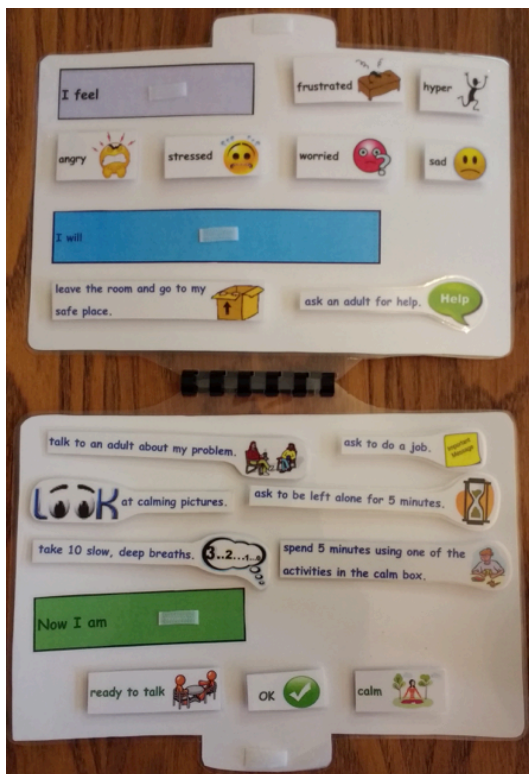 I feel
frustrated
hyper
angry
stressed
worried
sad
I will
leave the room and go to my
safe place.
ask an adult for help.
Help
talk to an adult about my problem.
ask to do a job.
Important
Message
LOOK at calming pictures.
ask to be left alone for 5 minutes.
take 10 slow, deep breaths.
3..2...1...0
spend 5 minutes using one of the
activities in the calm box.
Now I am
ready to talk
OK
calm